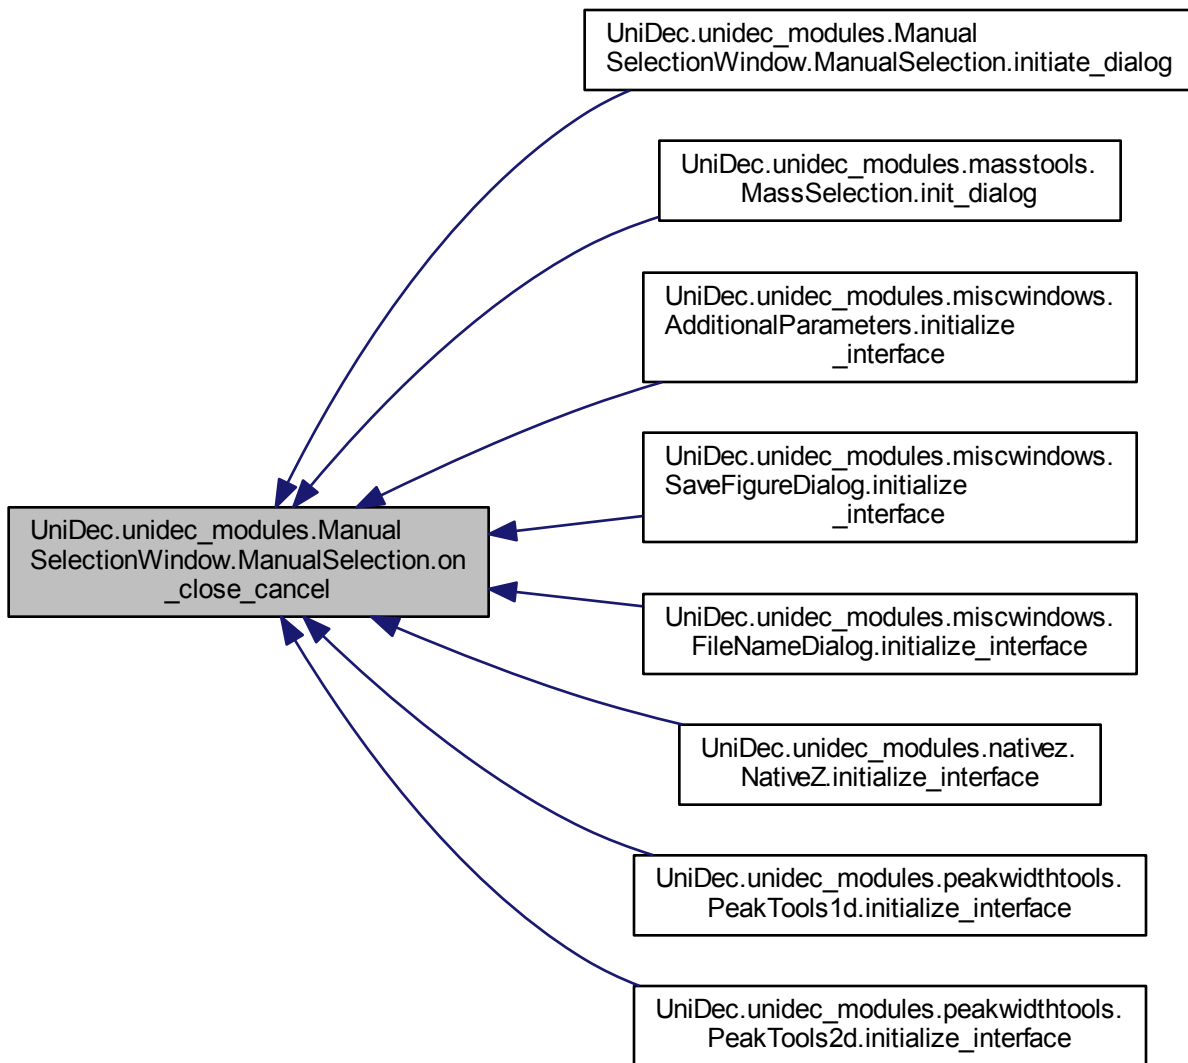 UniDec.unidec_modules.Manual
SelectionWindow.ManualSelection.initiate_dialog
UniDec.unidec_modules.masstools.
MassSelection.init_dialog
UniDec.unidec_modules.miscwindows.
AdditionalParameters.initialize
_interface
UniDec.unidec_modules.miscwindows.
SaveFigureDialog.initialize
_interface
UniDec.unidec_modules.Manual
SelectionWindow.ManualSelection.on
_close_cancel
UniDec.unidec_modules.miscwindows.
FileNameDialog.initialize_interface
UniDec.unidec_modules.nativez.
NativeZ.initialize_interface
UniDec.unidec_modules.peakwidthtools.
PeakTools1d.initialize_interface
UniDec.unidec_modules.peakwidthtools.
PeakTools2d.initialize_interface